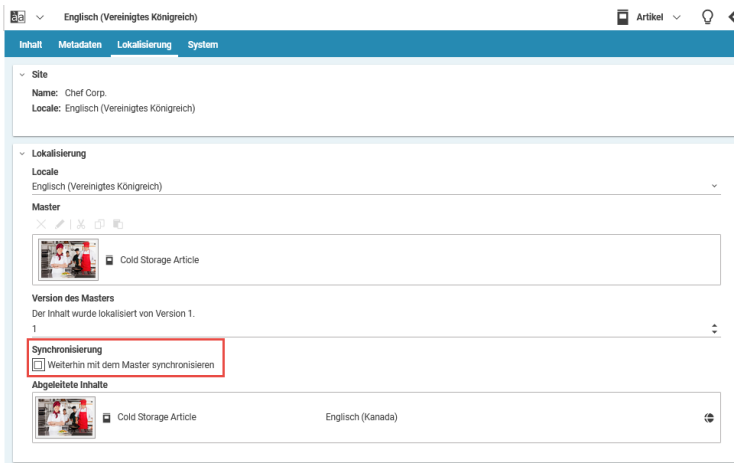 Englisch (Vereinigtes Königreich)
Artikel
Inhalt Metadaten Lokalisierung System
Site
Name: Chef Corp.
Locale: Englisch (Vereinigtes Königreich)
Lokalisierung
Locale
Englisch (Vereinigtes Königreich)
Master
Cold Storage Article
Version des Masters
Der Inhalt wurde lokalisiert von Version 1.
1
Synchronisierung
Weiterhin mit dem Master synchronisieren
Abgeleitete Inhalte
Cold Storage Article Englisch (Kanada)